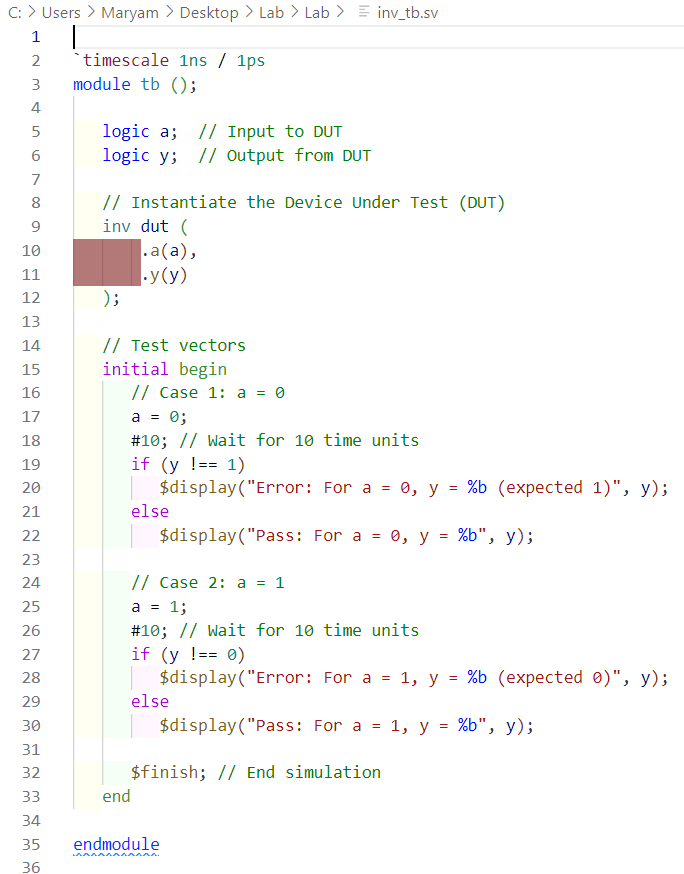 C: > Users > Maryam > Desktop > Lab > Lab > inv_tb.sv
1
2 `timescale 1ns / 1ps
3 module tb ();
4
5 logic a;  // Input to DUT
6 logic y;  // Output from DUT
7
8 // Instantiate the Device Under Test (DUT)
9 inv dut (
10 .a(a),
11 .y(y)
12 );
13
14 // Test vectors
15 initial begin
16 // Case 1: a = 0
17 a = 0;
18 #10; // Wait for 10 time units
19 if (y !== 1)
20 $display("Error: For a = 0, y = %b (expected 1)", y);
21 else
22 $display("Pass: For a = 0, y = %b", y);
23
24 // Case 2: a = 1
25 a = 1;
26 #10; // Wait for 10 time units
27 if (y !== 0)
28 $display("Error: For a = 1, y = %b (expected 0)", y);
29 else
30 $display("Pass: For a = 1, y = %b", y);
31
32 $finish; // End simulation
33 end
34
35 endmodule
36